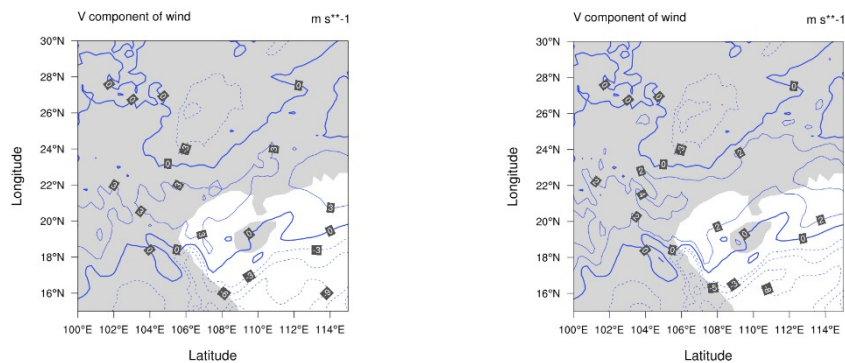 V component of wind m s**-1
30°N
28°N
26°N
24°N
22°N
20°N
18°N
16°N
Longitude
100°E 102°E 104°E 106°E 108°E 110°E 112°E 114°E
Latitude
V component of wind m s**-1
30°N
28°N
26°N
24°N
22°N
20°N
18°N
16°N
Longitude
100°E 102°E 104°E 106°E 108°E 110°E 112°E 114°E
Latitude